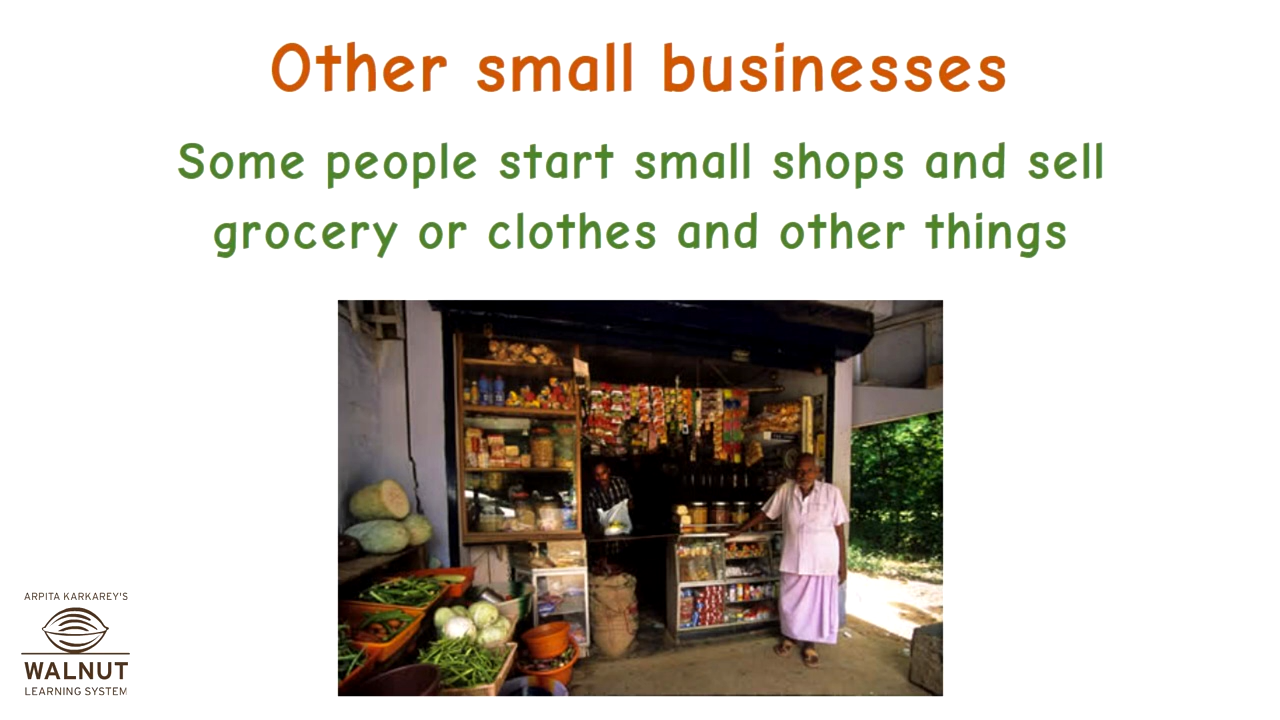 Other small businesses
Some people start small shops and sell
grocery or clothes and other things
ARPITA KARKAREY'S
WALNUT
LEARNING SYSTEM